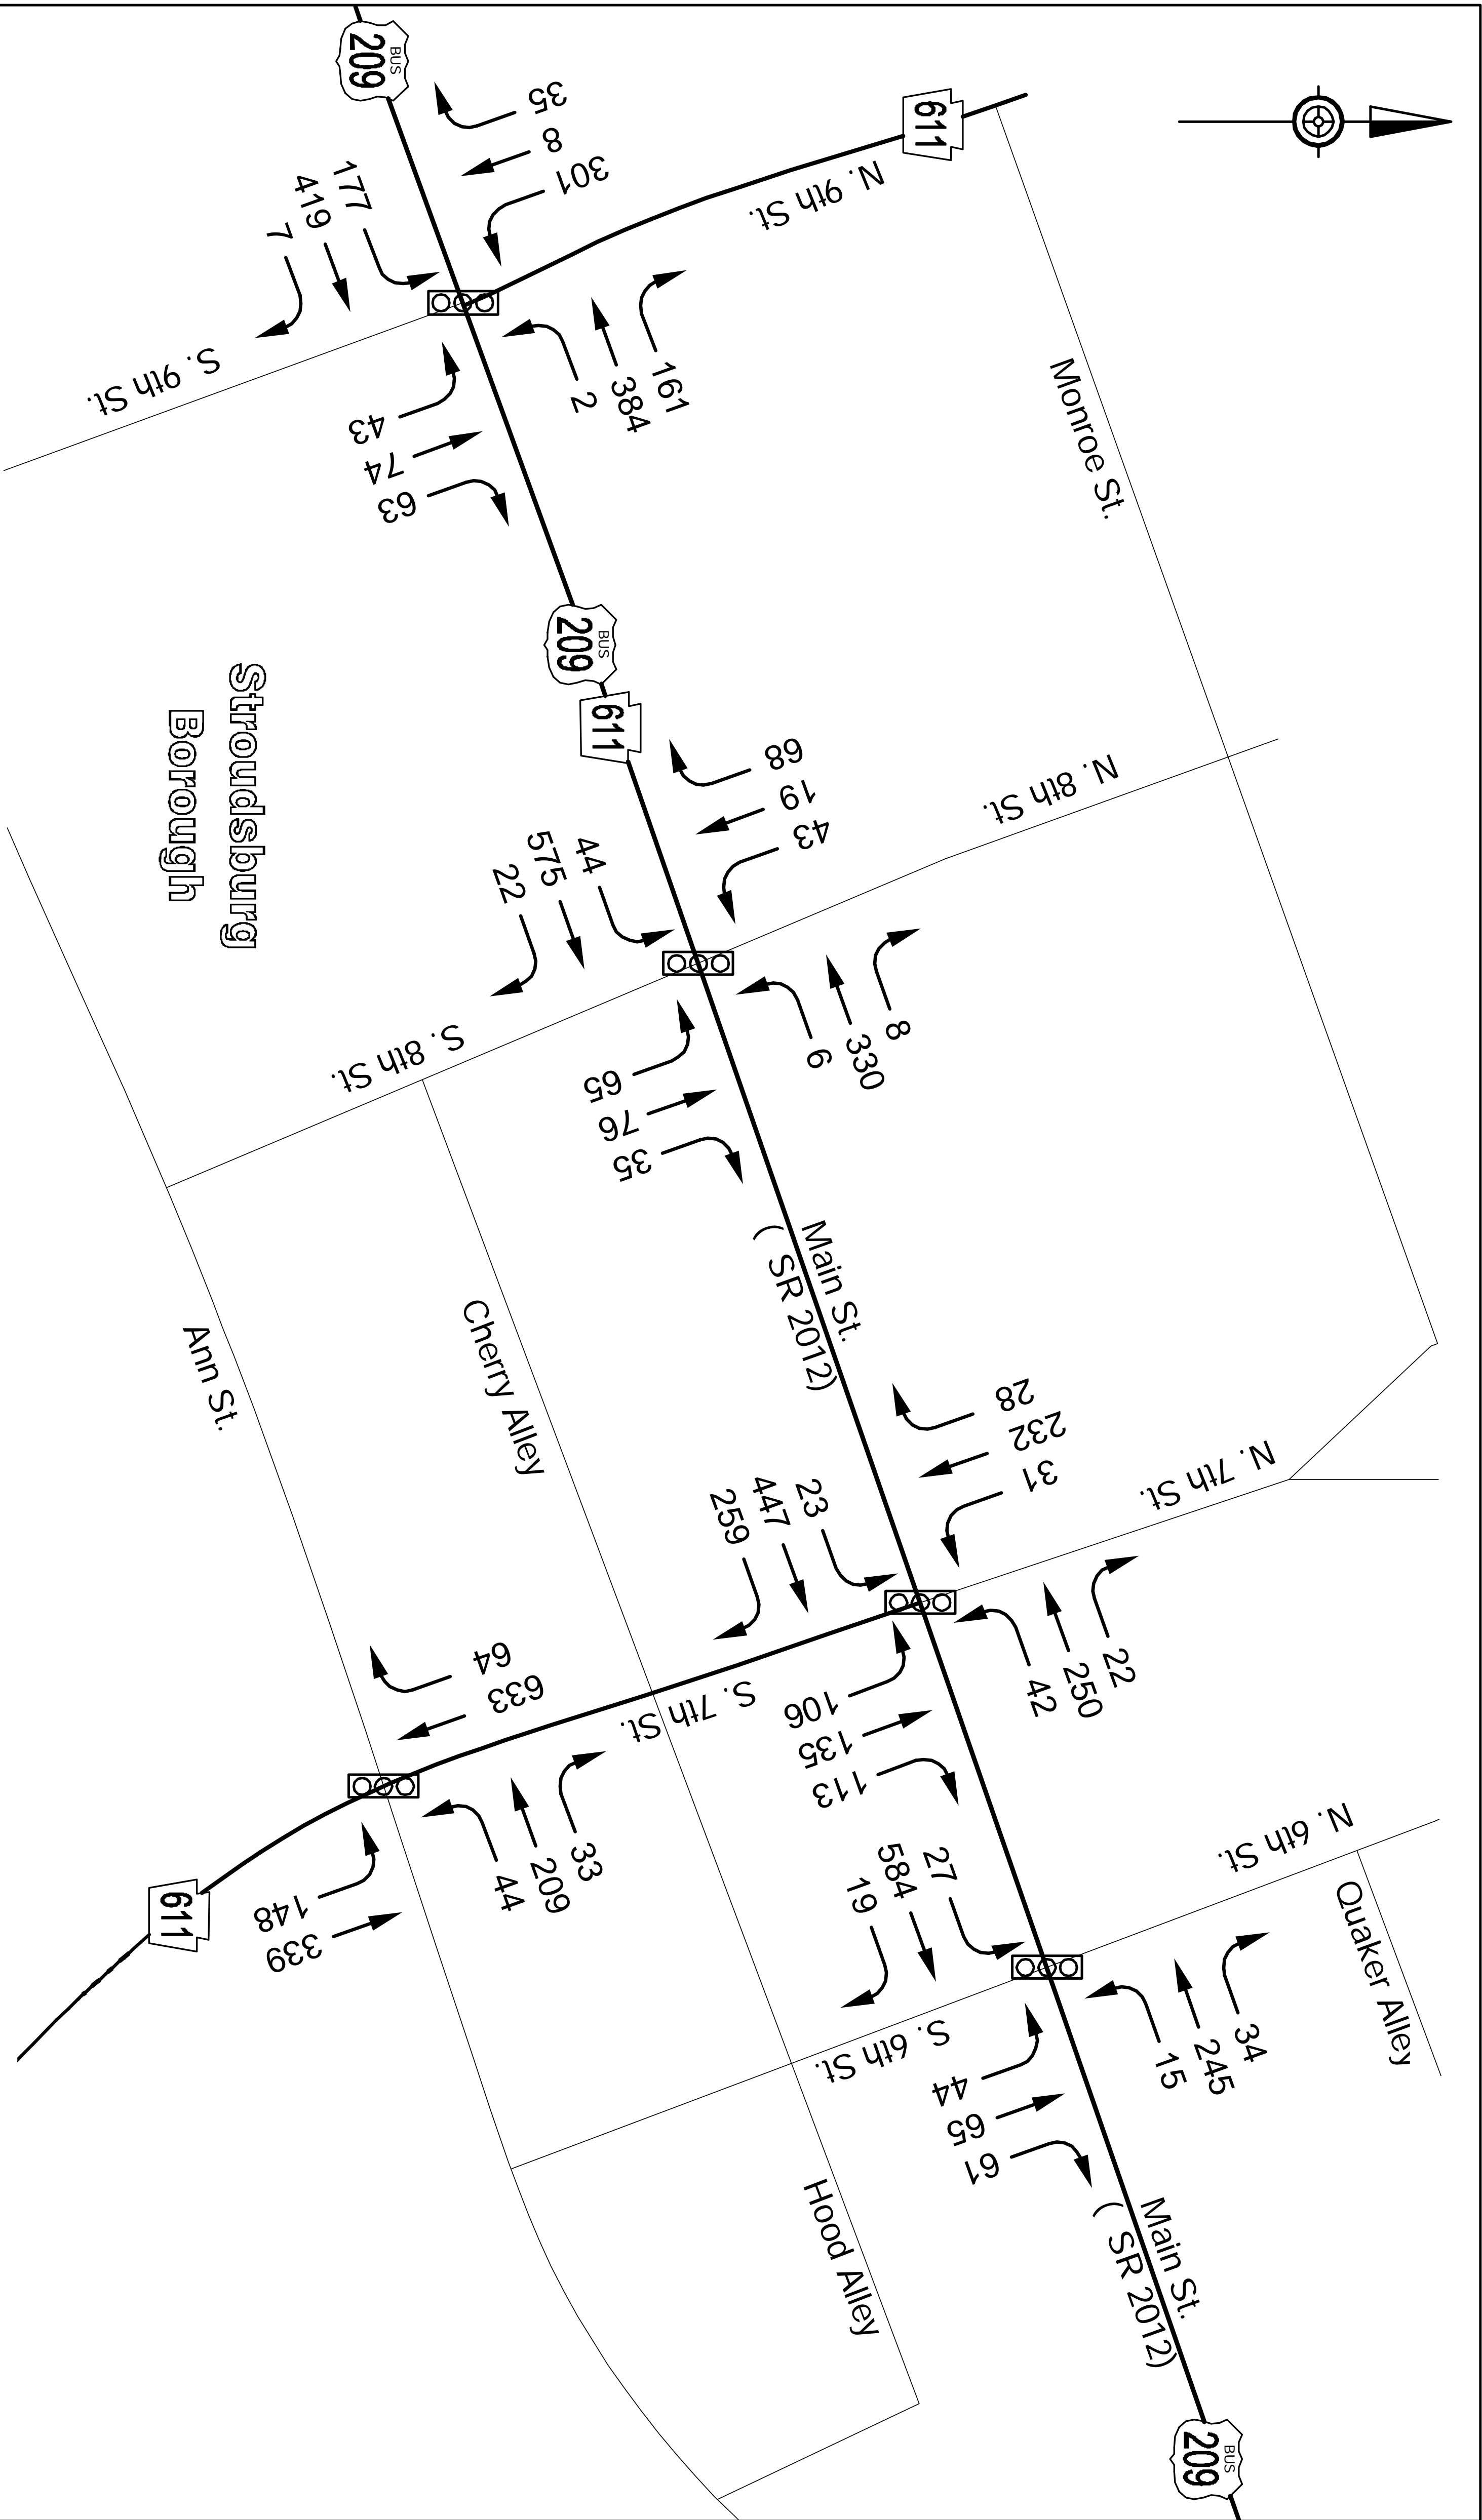 BUS
209
35
8
301
177
419
7
2
384
161
43
74
63
S. 9th St.
N. 9th St.
611
Monroe St.
BUS
209
611
Stroudsburg
Borough
68
19
43
44
575
22
6
330
8
65
76
35
N. 8th St.
S. 8th St.
Main St.
( SR 2012)
Cherry Alley
Ann St.
28
232
31
23
447
259
42
250
22
106
135
113
N. 7th St.
S. 7th St.
64
633
44
209
33
148
339
611
27
584
19
15
245
34
44
65
61
N. 6th St.
S. 6th St.
Quaker Alley
Hood Alley
Main St.
( SR 2012)
BUS
209